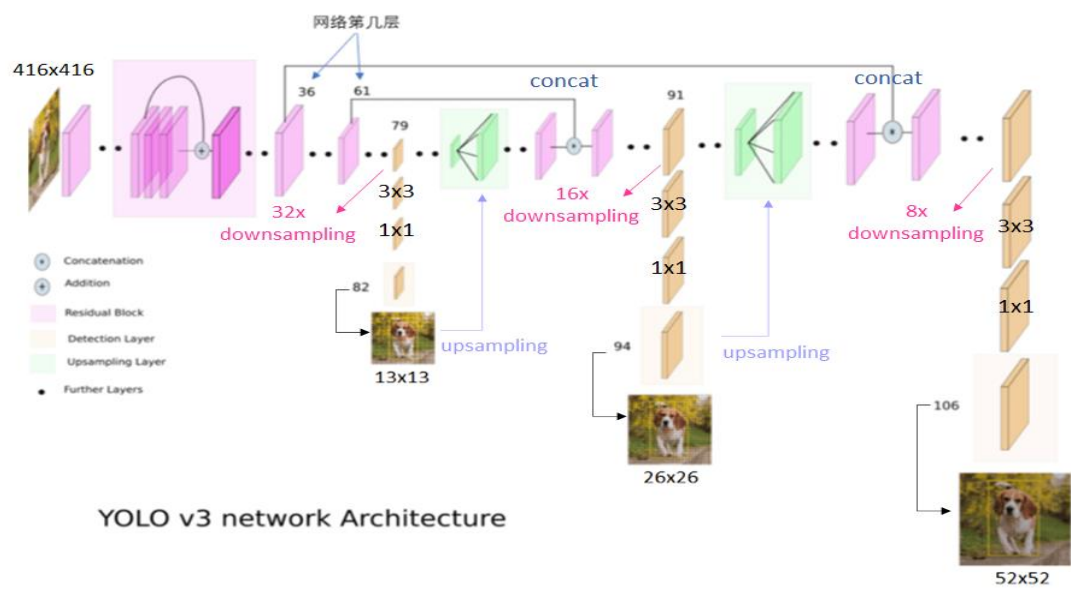 网络第几层
416x416
36
61
concat
concat
79
91
3x3
1x1
32x
downsampling
16x
downsampling
3x3
1x1
8x
downsampling
3x3
1x1
Concatenation
Addition
Residual Block
Detection Layer
Upsampling Layer
Further Layers
82
13x13
upsampling
94
26x26
upsampling
106
52x52
YOLO v3 network Architecture